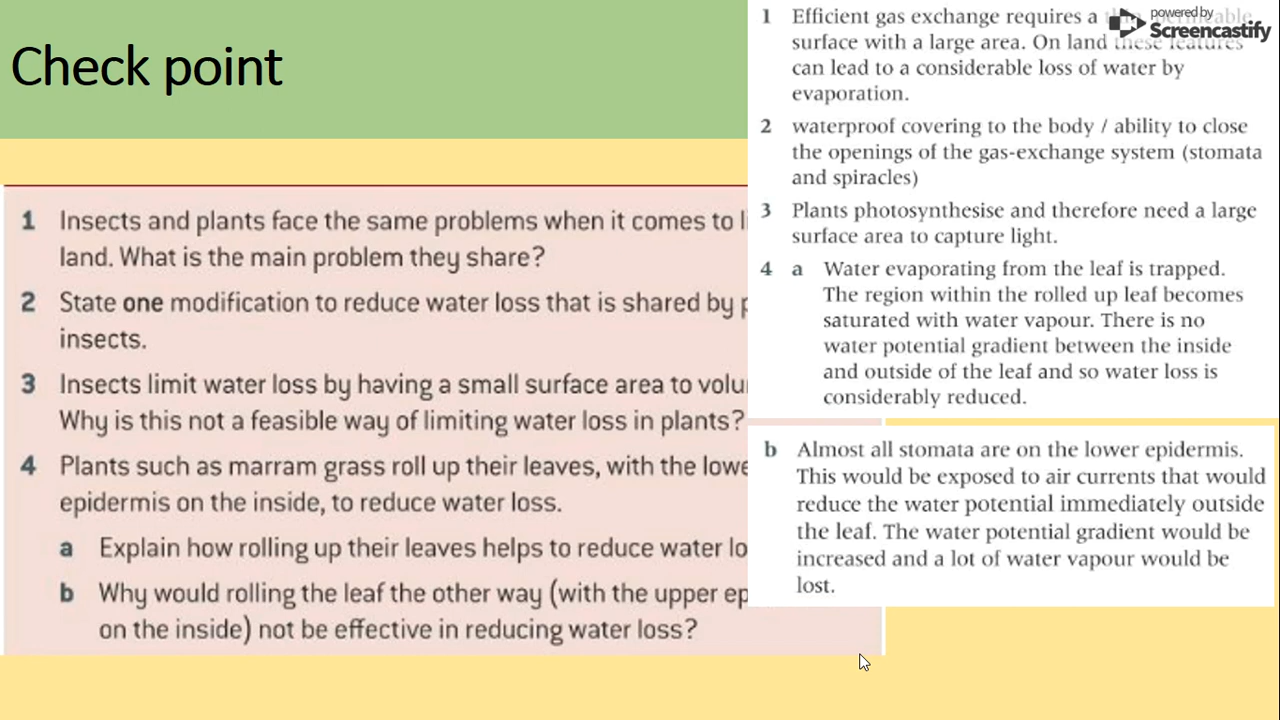 Check point
1 Insects and plants face the same problems when it comes to
land. What is the main problem they share?
2 State one modification to reduce water loss that is shared by
insects.
3 Insects limit water loss by having a small surface area to
Why is this not a feasible way of limiting water loss in plants?
4 Plants such as marram grass roll up their leaves, with the
epidermis on the inside, to reduce water loss.
a Explain how rolling up their leaves helps to reduce water
b Why would rolling the leaf the other way (with the upper
on the inside) not be effective in reducing water loss?
1 Efficient gas exchange requires a
surface with a large area. On land these features
can lead to a considerable loss of water by
evaporation.
2 waterproof covering to the body / ability to close
the openings of the gas-exchange system (stomata
and spiracles)
3 Plants photosynthesise and therefore need a large
surface area to capture light.
4 a Water evaporating from the leaf is trapped.
The region within the rolled up leaf becomes
saturated with water vapour. There is no
water potential gradient between the inside
and outside of the leaf and so water loss is
considerably reduced.
b Almost all stomata are on the lower epidermis.
This would be exposed to air currents that would
reduce the water potential immediately outside
the leaf. The water potential gradient would be
increased and a lot of water vapour would be
lost.
powered by
Screencastify